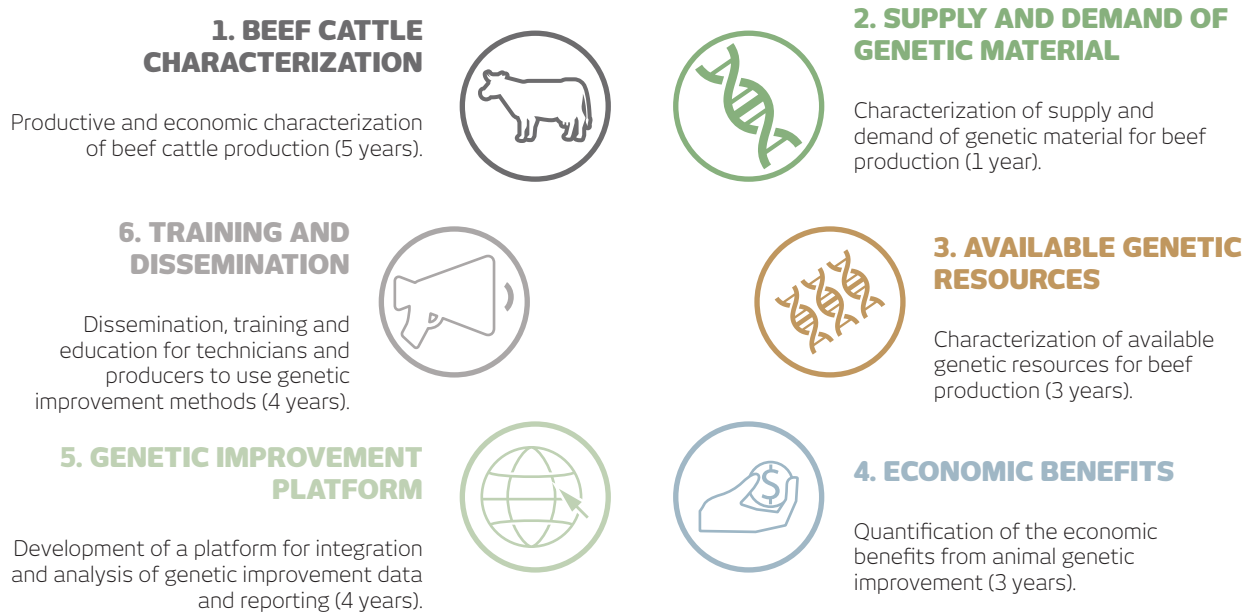 1. BEEF CATTLE
CHARACTERIZATION
Productive and economic characterization
of beef cattle production (5 years).
2. SUPPLY AND DEMAND OF
GENETIC MATERIAL
Characterization of supply and
demand of genetic material for beef
production (1 year).
3. AVAILABLE GENETIC
RESOURCES
Characterization of available
genetic resources for beef
production (3 years).
4. ECONOMIC BENEFITS
$
Quantification of the economic
benefits from animal genetic
improvement (3 years).
5. GENETIC IMPROVEMENT
PLATFORM
Development of a platform for integration
and analysis of genetic improvement data
and reporting (4 years).
6. TRAINING AND
DISSEMINATION
Dissemination, training and
education for technicians and
producers to use genetic
improvement methods (4 years).